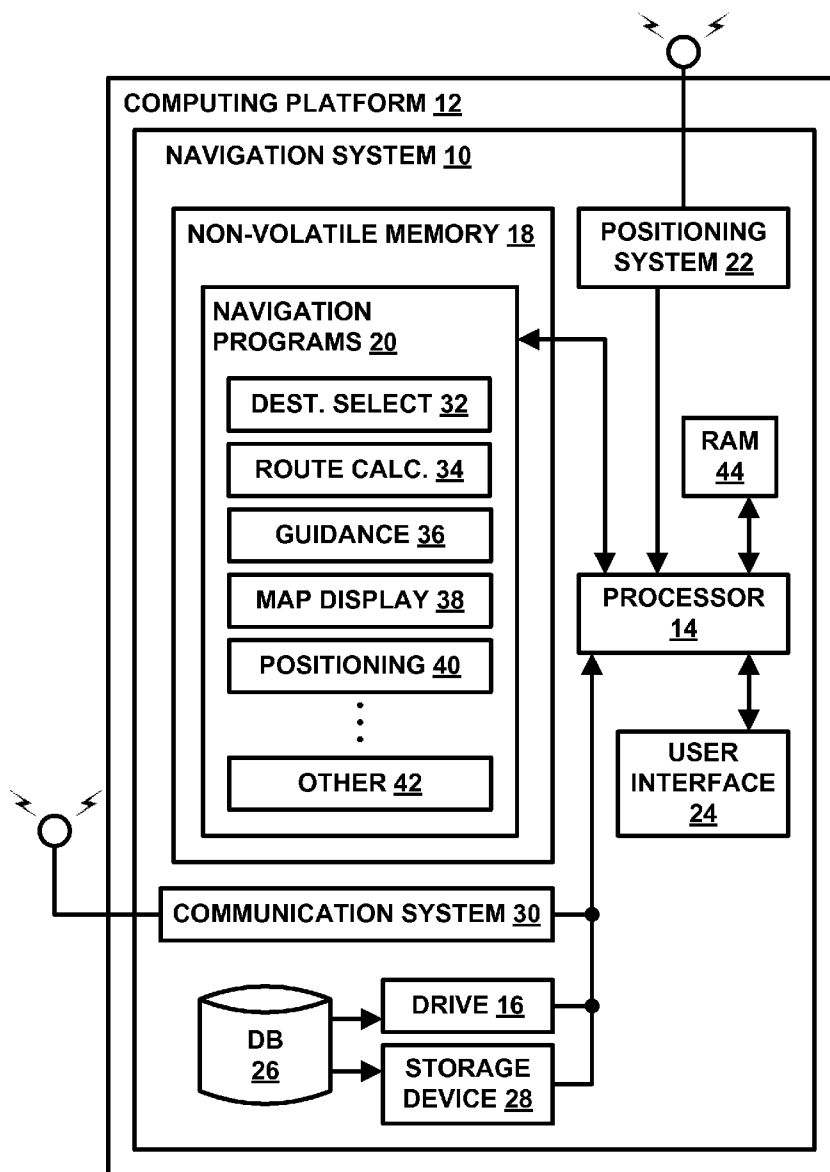 COMPUTING PLATFORM 12
NAVIGATION SYSTEM 10
NON-VOLATILE MEMORY 18
NAVIGATION
PROGRAMS 20
DEST. SELECT 32
ROUTE CALC. 34
GUIDANCE 36
MAP DISPLAY 38
POSITIONING 40
OTHER 42
POSITIONING
SYSTEM 22
RAM
44
PROCESSOR
14
USER
INTERFACE
24
COMMUNICATION SYSTEM 30
DB
26
DRIVE 16
STORAGE
DEVICE 28